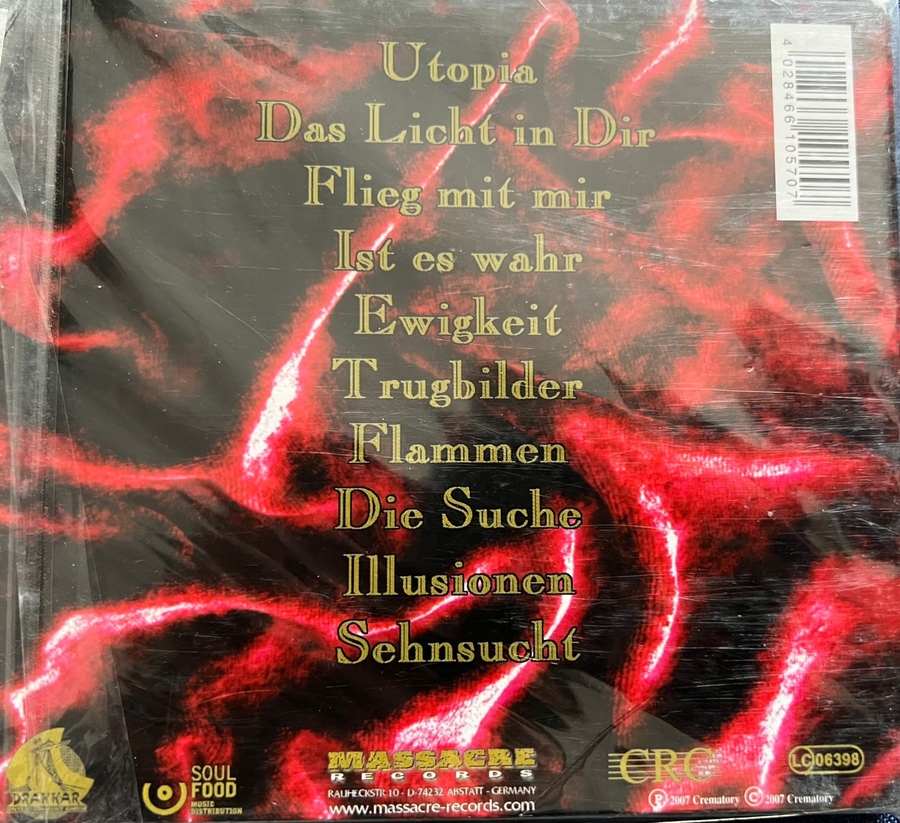 Utopia
Das Licht in Dir
Flieg mit mir
Ist es wahr
Ewigkeit
Trugbilder
Flammen
Die Suche
Illusionen
Sehnsucht
4 028466 105707
DRAKKAR
SOUL
FOOD
MUSIC
DISTRIBUTION
MASSACRE
RECORDS
RAUHECKSTR. 10 - D-74232 ABSTATT - GERMANY
www.massacre-records.com
CRC
LC 06398
Ⓟ 2007 Crematory © 2007 Crematory